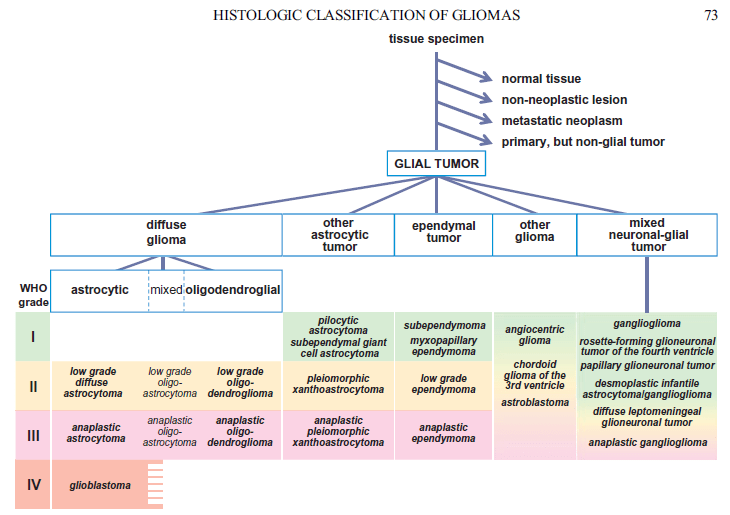 HISTOLOGIC CLASSIFICATION OF GLIOMAS
73
tissue specimen
normal tissue
non-neoplastic lesion
metastatic neoplasm
primary, but non-glial tumor
GLIAL TUMOR
diffuse
glioma
other
astrocytic
tumor
ependymal
tumor
other
glioma
mixed
neuronal-glial
tumor
WHO
grade
astrocytic
mixed
oligodendroglial
I
pilocytic
astrocytoma
subependymal giant
cell astrocytoma
subependymoma
myxopapillary
ependymoma
angiocentric
glioma
chordoid
glioma of the
3rd ventricle
astroblastoma
ganglioglioma
rosette-forming glioneuronal
tumor of the fourth ventricle
papillary glioneuronal tumor
desmoplastic infantile
astrocytoma/ganglioglioma
diffuse leptomeningeal
glioneuronal tumor
anaplastic ganglioglioma
II
low grade
diffuse
astrocytoma
low grade
oligo-
astrocytoma
low grade
oligo-
dendroglioma
pleiomorphic
xanthoastrocytoma
low grade
ependymoma
III
anaplastic
astrocytoma
anaplastic
oligo-
astrocytoma
anaplastic
oligo-
dendroglioma
anaplastic
pleiomorphic
xanthoastrocytoma
anaplastic
ependymoma
IV
glioblastoma